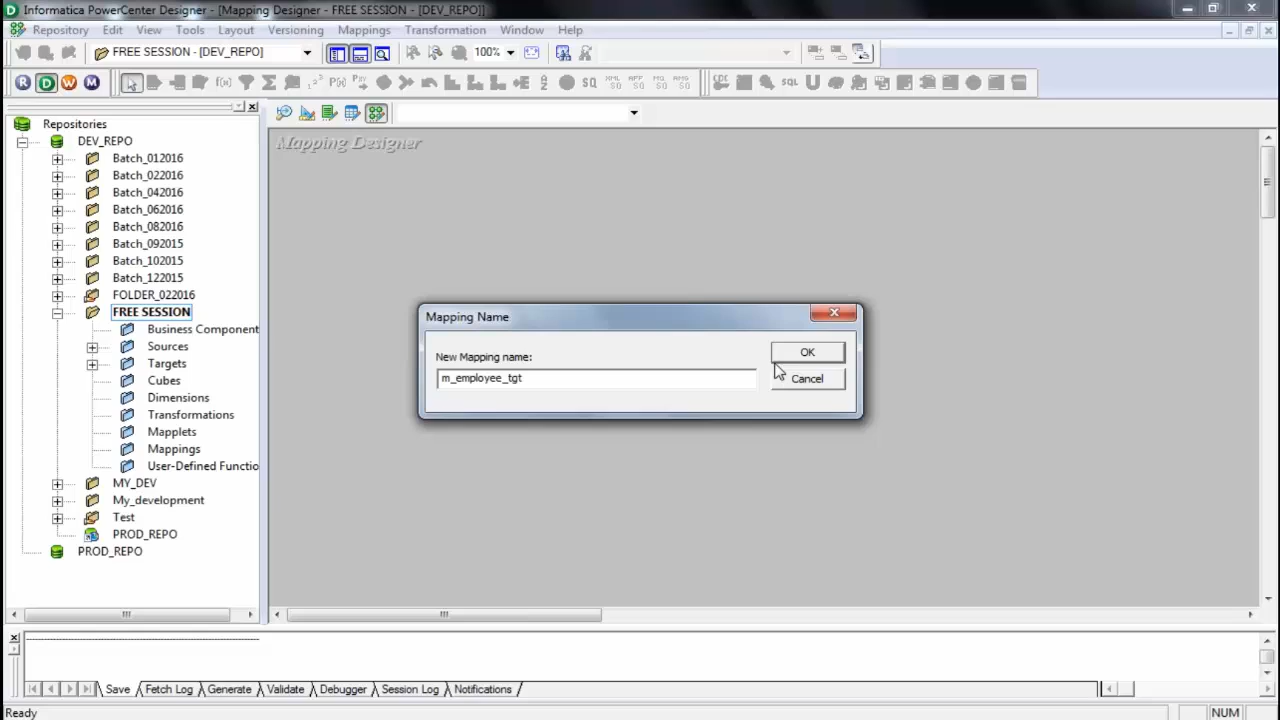 Informatica PowerCenter Designer - [Mapping Designer - FREE SESSION - [DEV_REPO]]
Repository Edit View Tools Layout Versioning Mappings Transformation Window Help
FREE SESSION - [DEV_REPO] 100%
R D W M
Mapping Designer
Repositories
DEV_REPO
Batch_012016
Batch_022016
Batch_042016
Batch_062016
Batch_082016
Batch_092015
Batch_102015
Batch_122015
FOLDER_022016
FREE SESSION
Business Component
Sources
Targets
Cubes
Dimensions
Transformations
Mapplets
Mappings
User-Defined Functio
MY_DEV
My_development
Test
PROD_REPO
PROD_REPO
Mapping Name
New Mapping name:
m_employee_tgt
OK
Cancel
Save Fetch Log Generate Validate Debugger Session Log Notifications
Ready NUM